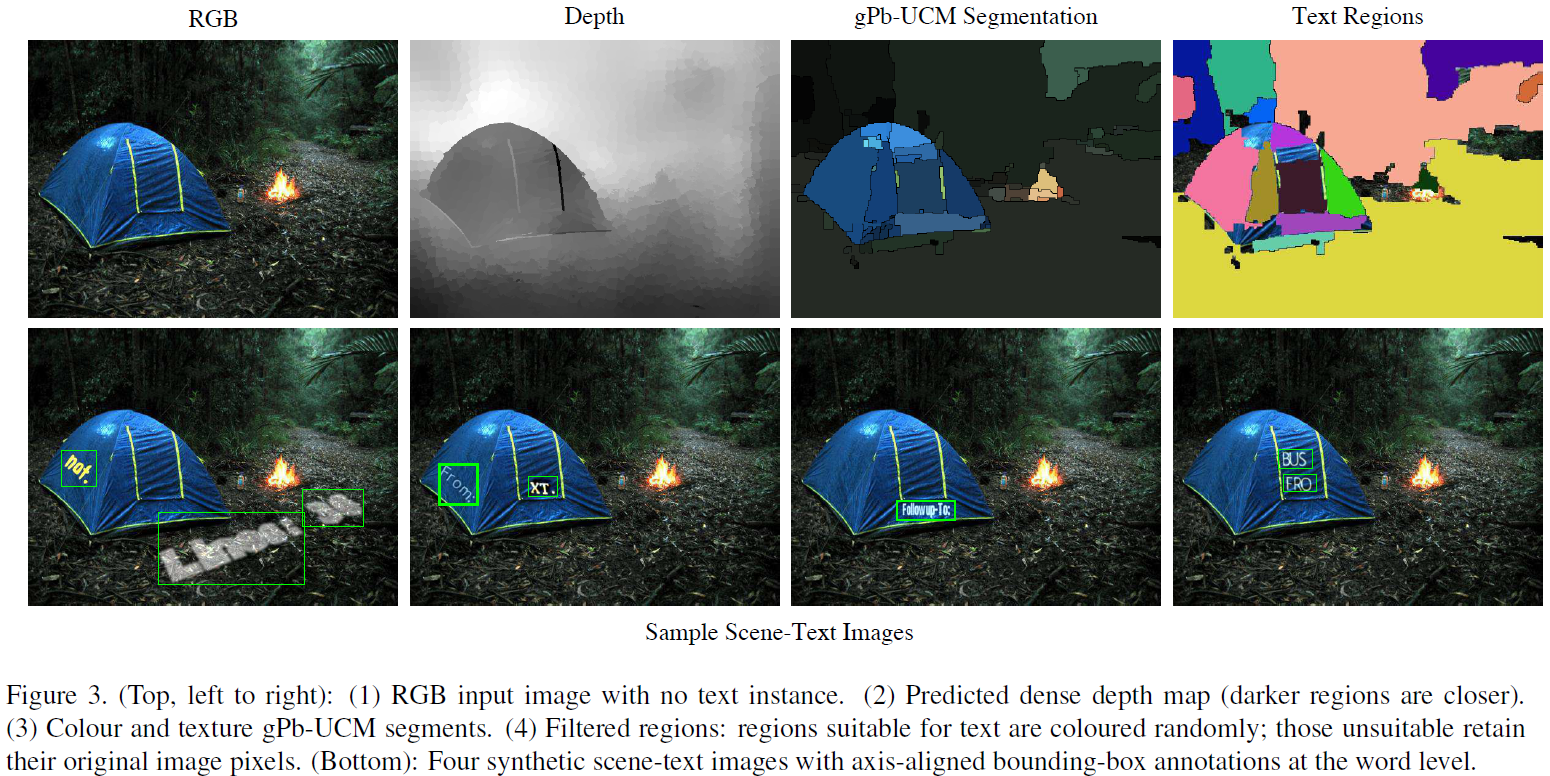 RGB
Depth
gPb-UCM Segmentation
Text Regions
not.
Linux:
From:
XT.
Followup-To:
BUS
ERO
Sample Scene-Text Images
Figure 3. (Top, left to right): (1) RGB input image with no text instance. (2) Predicted dense depth map (darker regions are closer).
(3) Colour and texture gPb-UCM segments. (4) Filtered regions: regions suitable for text are coloured randomly; those unsuitable retain
their original image pixels. (Bottom): Four synthetic scene-text images with axis-aligned bounding-box annotations at the word level.